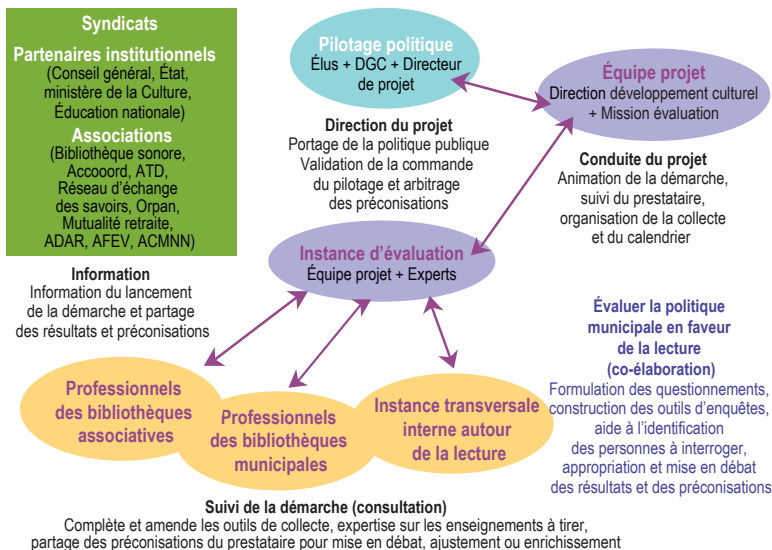 Syndicats
Partenaires institutionnels
(Conseil général, État,
ministère de la Culture,
Éducation nationale)
Associations
(Bibliothèque sonore,
Accooord, ATD,
Réseau d’échange
des savoirs, Orpan,
Mutualité retraite,
ADAR, AFEV, ACMNN)
Information
Information du lancement
de la démarche et partage
des résultats et préconisations
Pilotage politique
Élus + DGC + Directeur
de projet
Direction du projet
Portage de la politique publique
Validation de la commande
du pilotage et arbitrage
des préconisations
Équipe projet
Direction développement culturel
+ Mission évaluation
Conduite du projet
Animation de la démarche,
suivi du prestataire,
organisation de la collecte
et du calendrier
Instance d’évaluation
Équipe projet + Experts
Évaluer la politique
municipale en faveur
de la lecture
(co-élaboration)
Formulation des questionnements,
construction des outils d’enquêtes,
aide à l’identification
des personnes à interroger,
appropriation et mise en débat
des résultats et des préconisations
Professionnels
des bibliothèques
associatives
Professionnels
des bibliothèques
municipales
Instance transversale
interne autour
de la lecture
Suivi de la démarche (consultation)
Complète et amende les outils de collecte, expertise sur les enseignements à tirer,
partage des préconisations du prestataire pour mise en débat, ajustement ou enrichissement